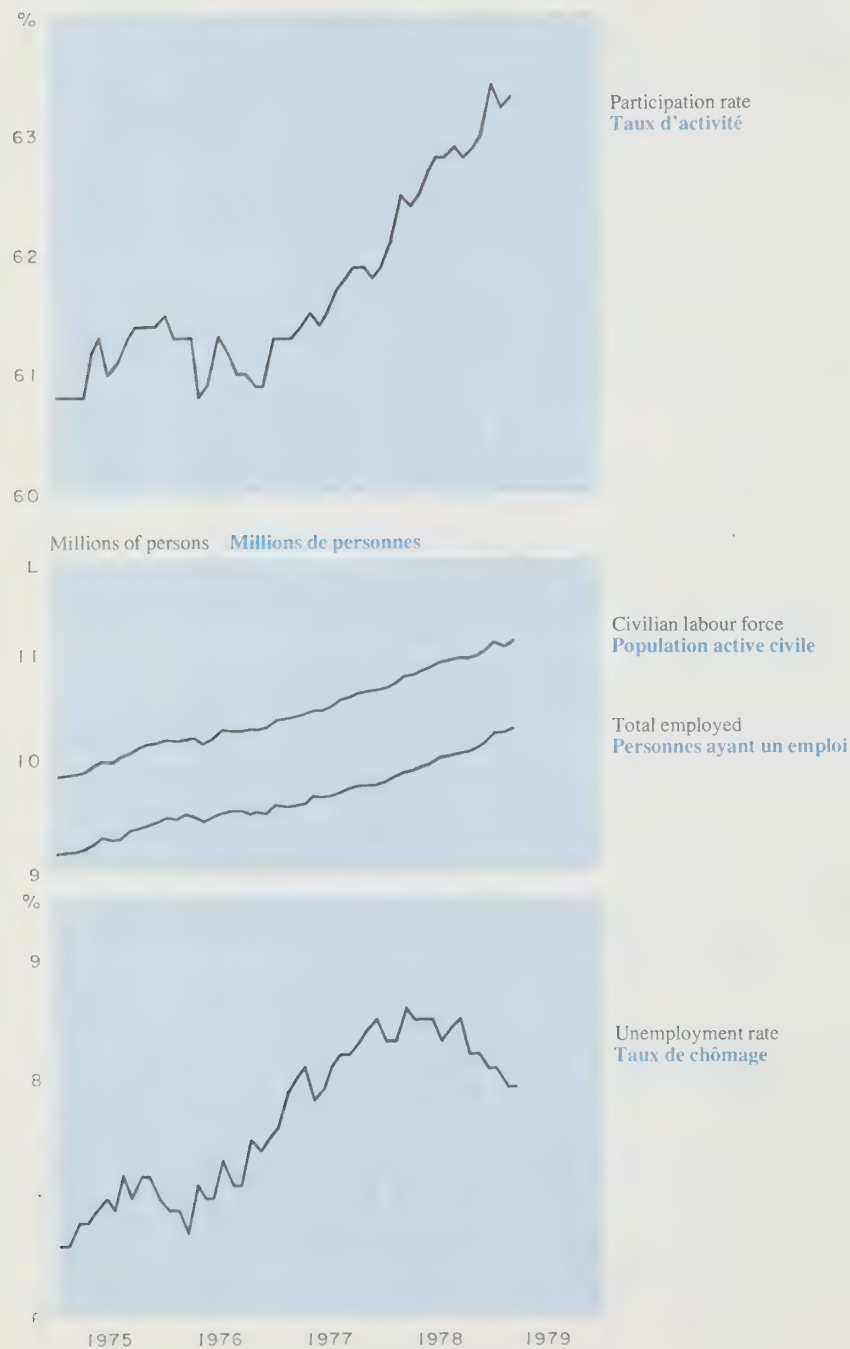 %
Participation rate
Taux d'activité
63
62
61
60
Millions of persons Millions de personnes
Civilian labour force
Population active civile
11
Total employed
Personnes ayant un emploi
10
9
%
9
Unemployment rate
Taux de chômage
8
1975 1976 1977 1978 1979